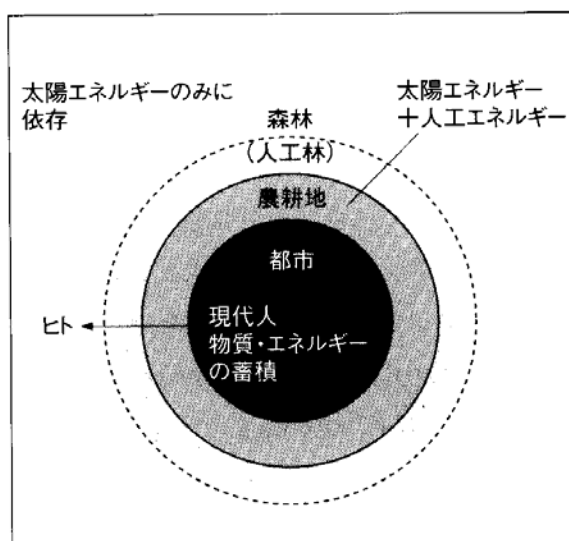 太陽エネルギーのみに
依存
太陽エネルギー
十人工エネルギー
森林
(人工林)
農耕地
都市
ヒト
現代人
物質・エネルギー
の蓄積